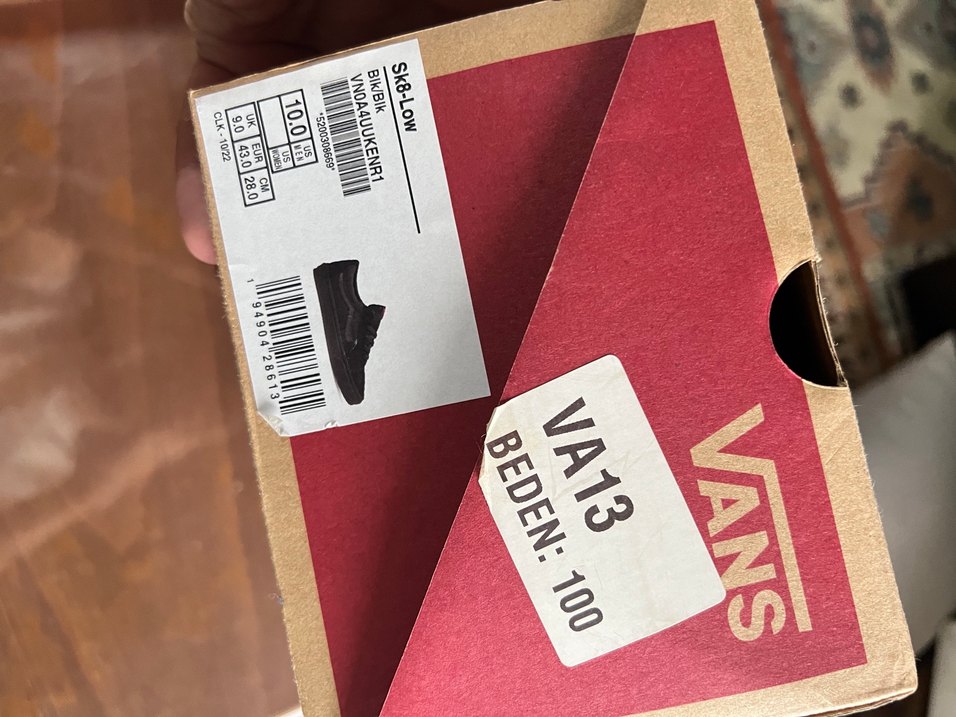 Sk8-Low
Blk/Blk
VN0A4UUKENR1
*5200308669*
10.0 US MEN
US WOMEN
UK EUR CM
9.0 43.0 28.0
CLK - 10/22
1 94904 28613
VA13
BEDEN: 100
VANS